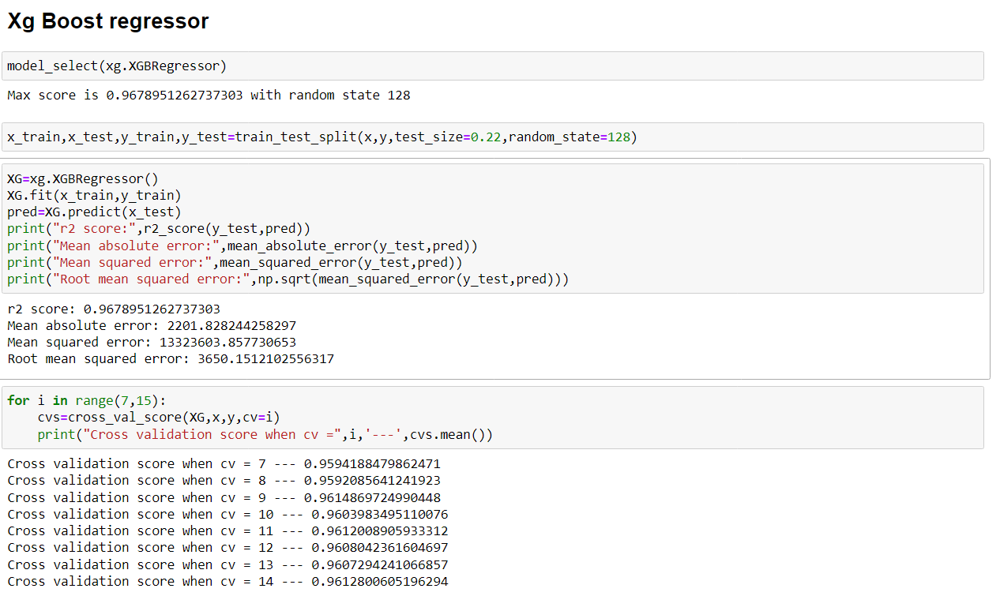 Xg Boost regressor
model_select(xg.XGBRegressor)
Max score is 0.9678951262737303 with random state 128
x_train,x_test,y_train,y_test=train_test_split(x,y,test_size=0.22,random_state=128)
XG=xg.XGBRegressor()
XG.fit(x_train,y_train)
pred=XG.predict(x_test)
print("r2 score:",r2_score(y_test,pred))
print("Mean absolute error:",mean_absolute_error(y_test,pred))
print("Mean squared error:",mean_squared_error(y_test,pred))
print("Root mean squared error:",np.sqrt(mean_squared_error(y_test,pred)))
r2 score: 0.9678951262737303
Mean absolute error: 2201.828244258297
Mean squared error: 13323603.857730653
Root mean squared error: 3650.1512102556317
for i in range(7,15):
    cvs=cross_val_score(XG,x,y,cv=i)
    print("Cross validation score when cv =",i,'---',cvs.mean())
Cross validation score when cv = 7 --- 0.9594188479862471
Cross validation score when cv = 8 --- 0.9592085641241923
Cross validation score when cv = 9 --- 0.9614869724990448
Cross validation score when cv = 10 --- 0.9603983495110076
Cross validation score when cv = 11 --- 0.9612008905933312
Cross validation score when cv = 12 --- 0.9608042361604697
Cross validation score when cv = 13 --- 0.9607294241066857
Cross validation score when cv = 14 --- 0.9612800605196294